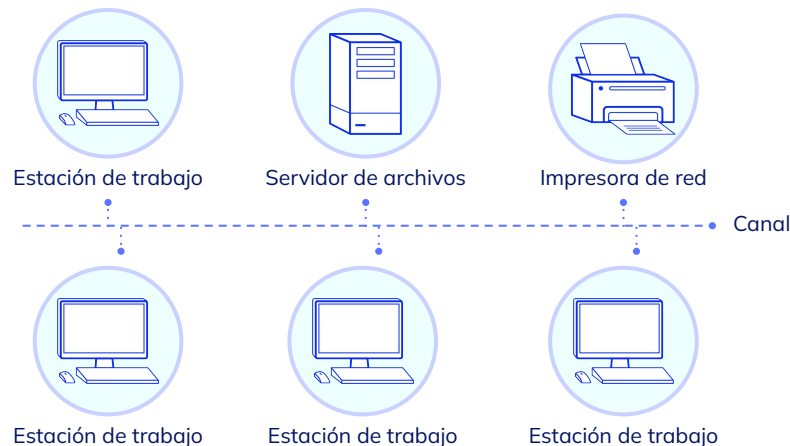 Estación de trabajo
Servidor de archivos
Impresora de red
Canal
Estación de trabajo
Estación de trabajo
Estación de trabajo